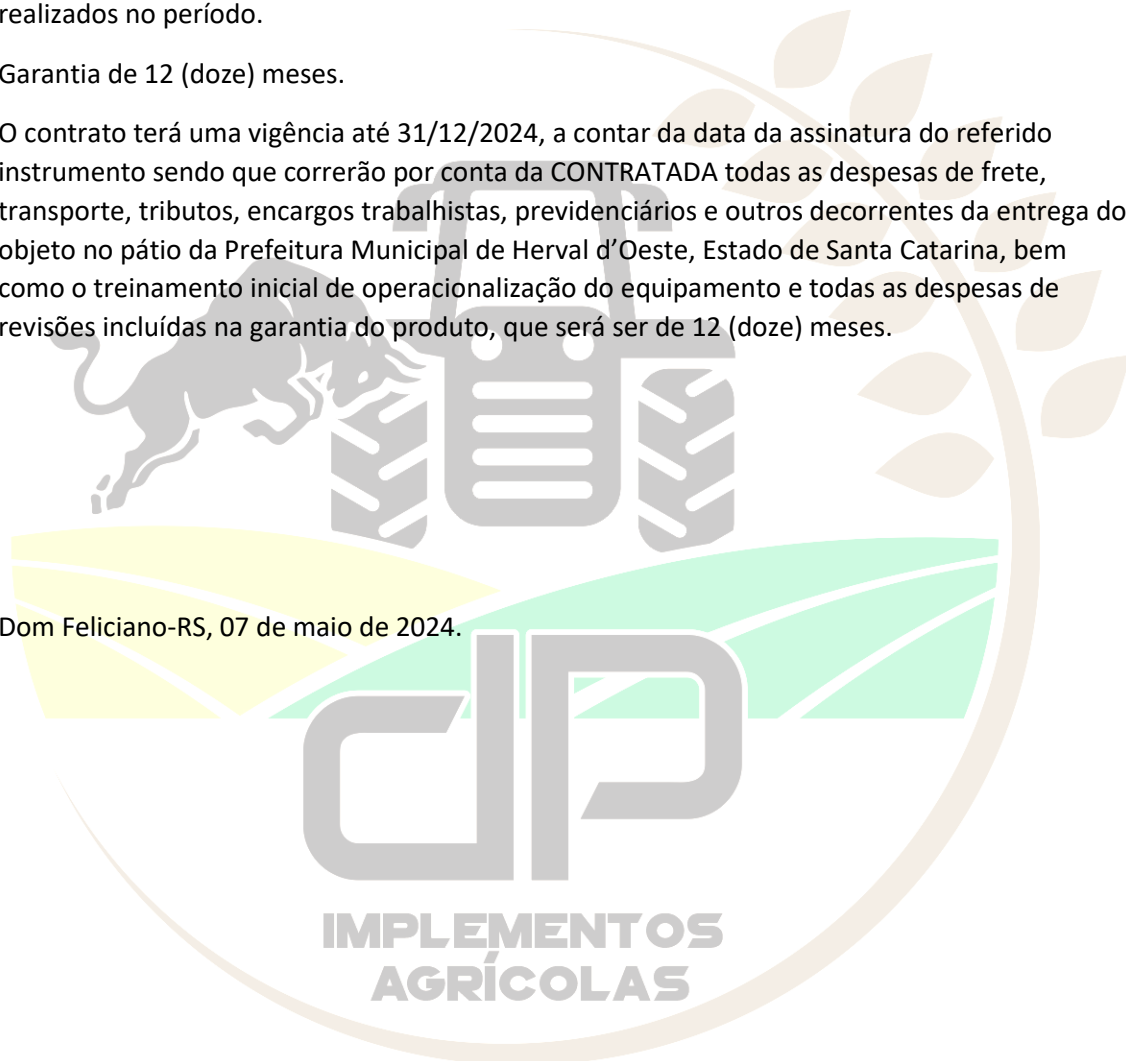 realizados no período.
Garantia de 12 (doze) meses.
O contrato terá uma vigência até 31/12/2024, a contar da data da assinatura do referido
instrumento sendo que correrão por conta da CONTRATADA todas as despesas de frete,
transporte, tributos, encargos trabalhistas, previdenciários e outros decorrentes da entrega do
objeto no pátio da Prefeitura Municipal de Herval d’Oeste, Estado de Santa Catarina, bem
como o treinamento inicial de operacionalização do equipamento e todas as despesas de
revisões incluídas na garantia do produto, que será ser de 12 (doze) meses.
Dom Feliciano-RS, 07 de maio de 2024.
dP
IMPLEMENTOS
AGRÍCOLAS